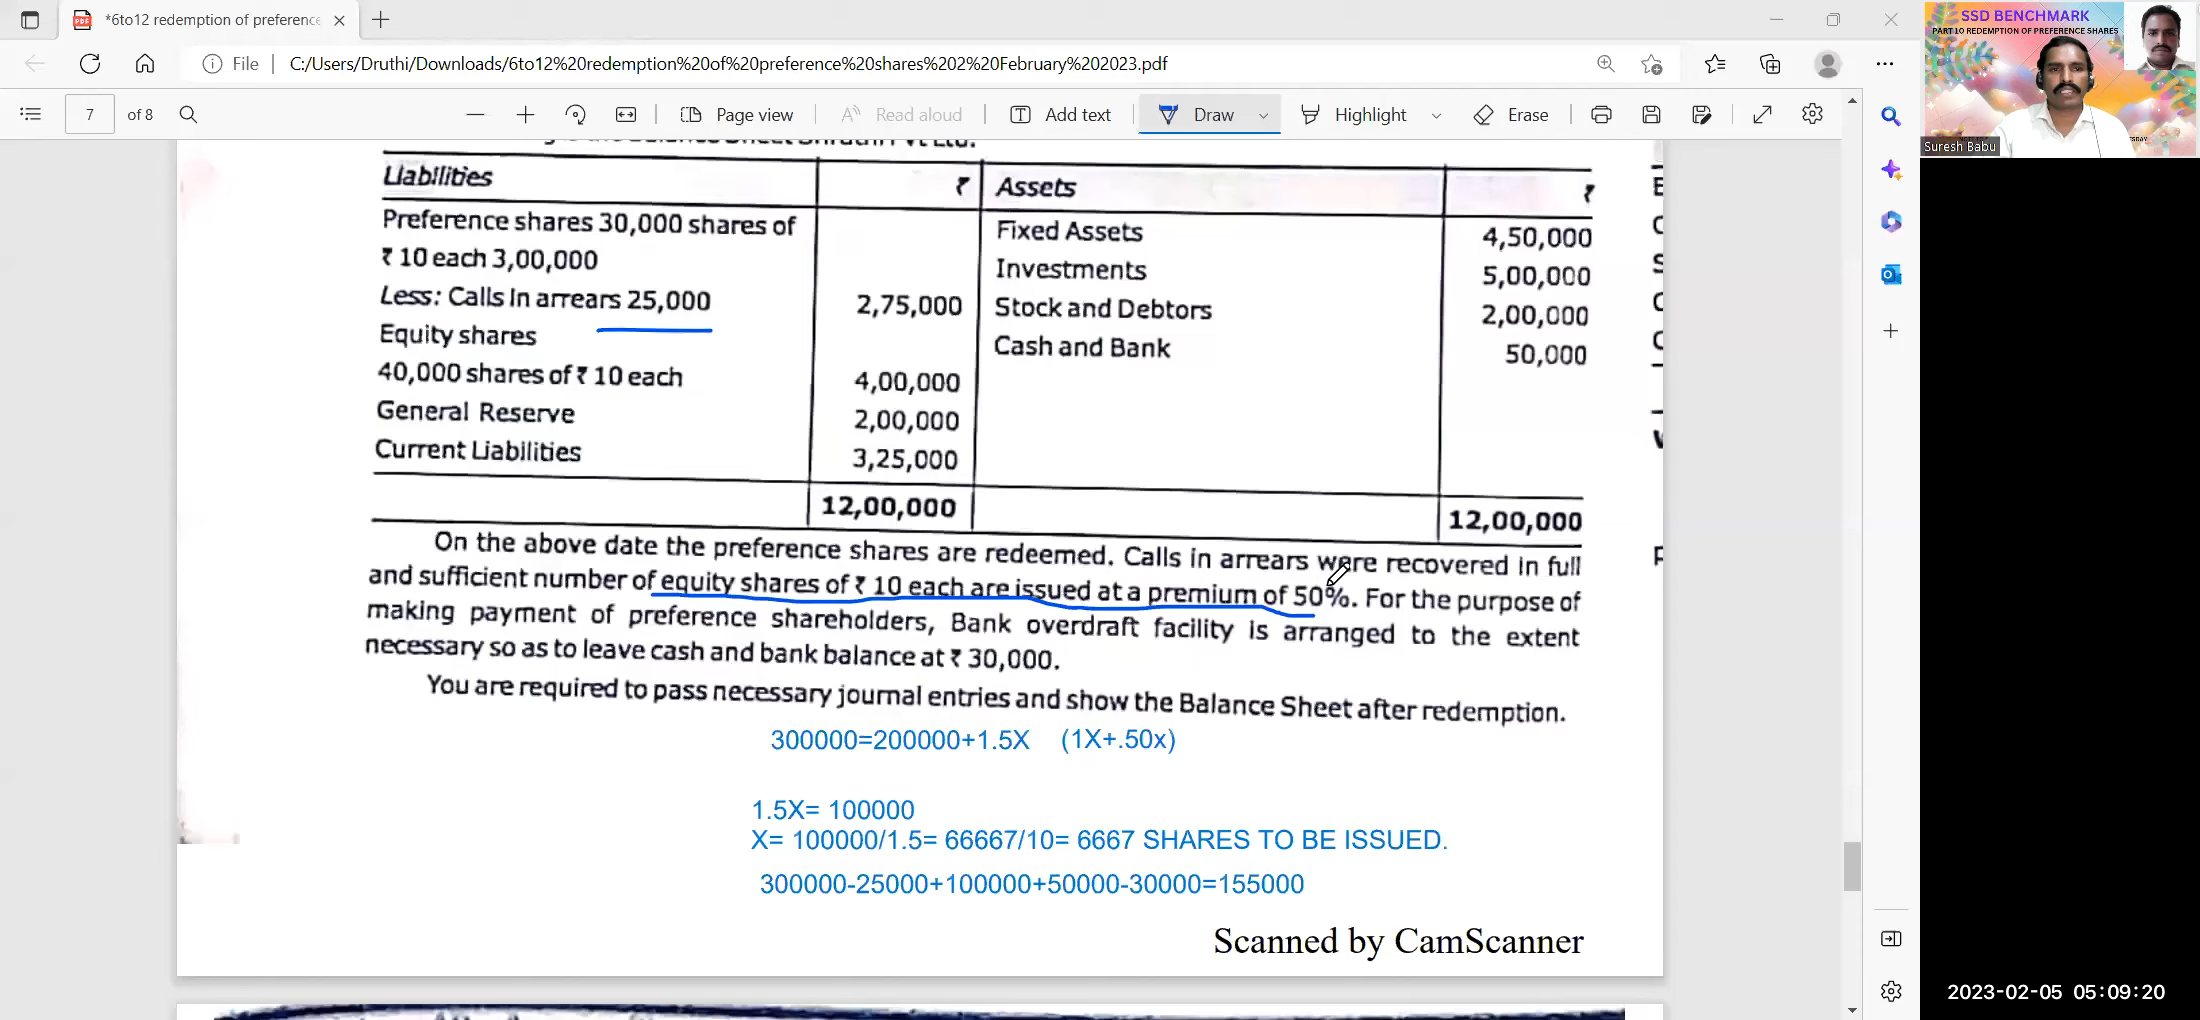 *6to12 redemption of preference
File
C:/Users/Druthi/Downloads/6to12%20redemption%20of%20preference%20shares%202%20February%202023.pdf
7 of 8
Page view
Read aloud
Add text
Draw
Highlight
Erase
SSD BENCHMARK
PART 10 REDEMPTION OF PREFERENCE SHARES
Suresh Babu
Liabilities ₹ Assets ₹
Preference shares 30,000 shares of Fixed Assets 4,50,000
₹ 10 each 3,00,000 Investments 5,00,000
Less: Calls in arrears 25,000 2,75,000 Stock and Debtors 2,00,000
Equity shares Cash and Bank 50,000
40,000 shares of ₹ 10 each 4,00,000
General Reserve 2,00,000
Current Liabilities 3,25,000
12,00,000 12,00,000
On the above date the preference shares are redeemed. Calls in arrears were recovered in full
and sufficient number of equity shares of ₹ 10 each are issued at a premium of 50%. For the purpose of
making payment of preference shareholders, Bank overdraft facility is arranged to the extent
necessary so as to leave cash and bank balance at ₹ 30,000.
You are required to pass necessary journal entries and show the Balance Sheet after redemption.
300000=200000+1.5X (1X+.50x)
1.5X= 100000
X= 100000/1.5= 66667/10= 6667 SHARES TO BE ISSUED.
300000-25000+100000+50000-30000=155000
Scanned by CamScanner
2023-02-05 05:09:20